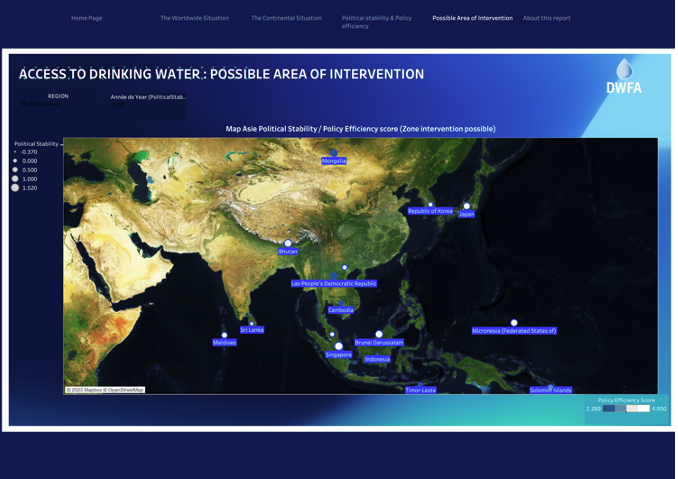 Home Page
The Worldwide Situation
The Continental Situation
Political stability & Policy
efficiency
Possible Area of Intervention
About this report
ACCESS TO DRINKING WATER : POSSIBLE AREA OF INTERVENTION
DWFA
REGION
Année de Year (PoliticalStab..
Map Asie Political Stability / Policy Efficiency score (Zone intervention possible)
Political Stability
-0.370
0.000
0.500
1.000
1.520
Mongolia
Republic of Korea
Japan
Bhutan
Lao People's Democratic Republic
Cambodia
Sri Lanka
Maldives
Micronesia (Federated States of)
Brunei Darussalam
Singapore
Indonesia
Timor-Leste
Solomon Islands
© 2023 Mapbox © OpenStreetMap
Policy Efficiency Score
2.289
4.000